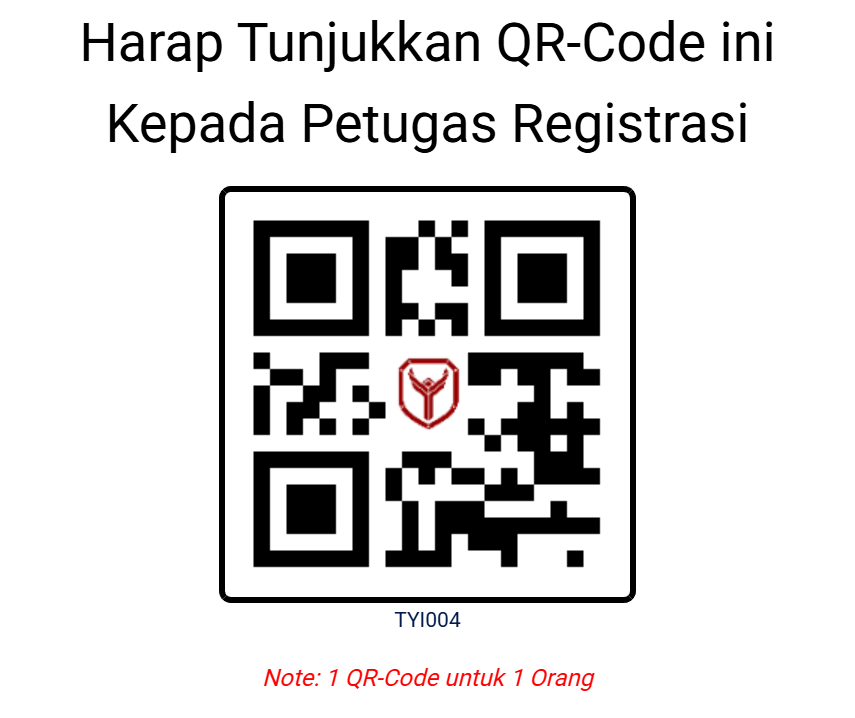 Harap Tunjukkan QR-Code ini
Kepada Petugas Registrasi
TYI004
Note: 1 QR-Code untuk 1 Orang